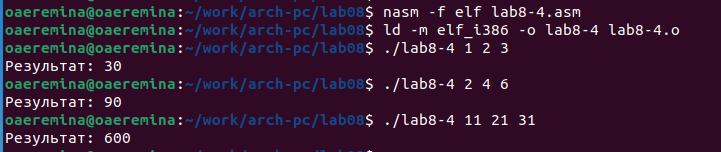 oaeremina@oaeremina:~/work/arch-pc/lab08$ nasm -f elf lab8-4.asm
oaeremina@oaeremina:~/work/arch-pc/lab08$ ld -m elf_i386 -o lab8-4 lab8-4.o
oaeremina@oaeremina:~/work/arch-pc/lab08$ ./lab8-4 1 2 3
Результат: 30
oaeremina@oaeremina:~/work/arch-pc/lab08$ ./lab8-4 2 4 6
Результат: 90
oaeremina@oaeremina:~/work/arch-pc/lab08$ ./lab8-4 11 21 31
Результат: 600